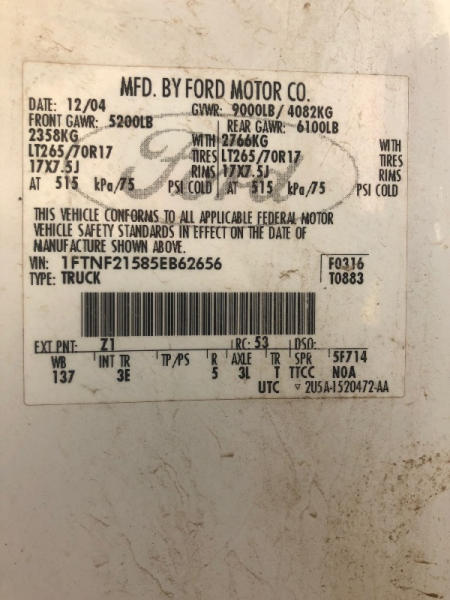 MFD. BY FORD MOTOR CO.
DATE: 12/04 GVWR: 9000LB/ 4082KG
FRONT GAWR: 5200LB REAR GAWR: 6100LB
2358KG WITH 2766KG WITH
LT265/70R17 TIRES LT265/70R17 TIRES
17X7.5J RIMS 17X7.5J RIMS
AT 515 kPa/75 PSI COLD AT 515 kPa/75 PSI COLD
Ford
THIS VEHICLE CONFORMS TO ALL APPLICABLE FEDERAL MOTOR
VEHICLE SAFETY STANDARDS IN EFFECT ON THE DATE OF
MANUFACTURE SHOWN ABOVE.
VIN: 1FTNF21585EB62656 F0316
TYPE: TRUCK T0883
EXT PNT: Z1 RC: 53 DSO:
WB INT TR TP/PS R AXLE TR SPR 5F714
137 3E 5 3L T TTCC NOA
UTC ▽ 2U5A-1520472-AA